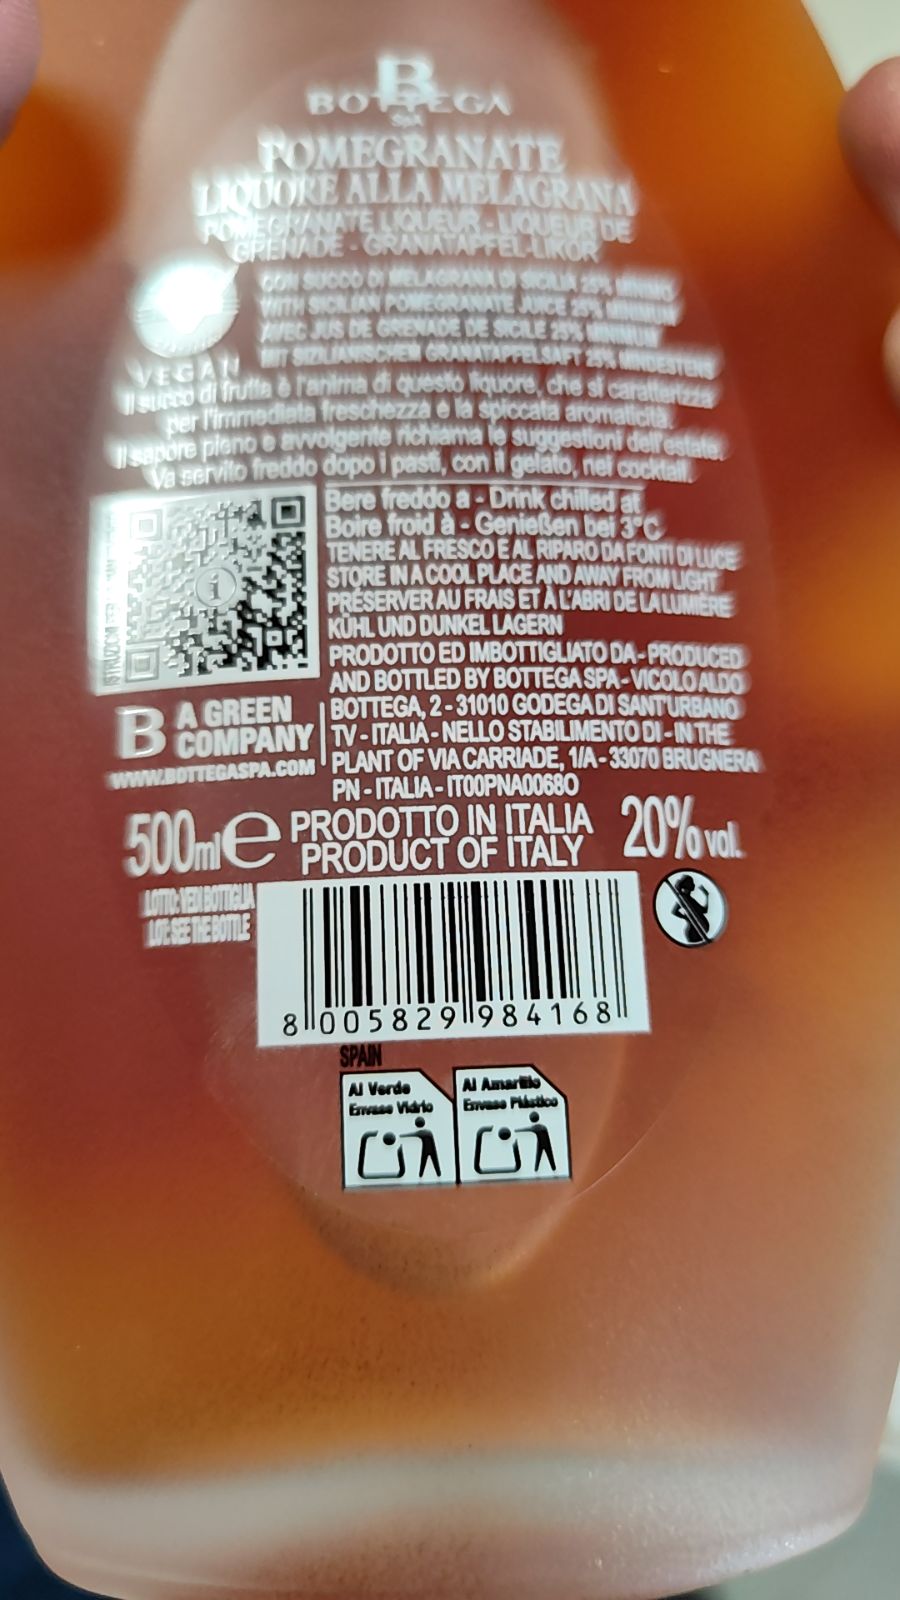 B
BOTTEGA
POMEGRANATE
LIQUORE ALLA MELAGRANA
POMEGRANATE LIQUEUR - LIQUEUR DE
GRENADE - GRANATAPFEL-LIKÖR
CON SUCCO DI MELAGRANA DI SICILIA 25%
WITH SICILIAN POMEGRANATE JUICE 25%
AVEC JUS DE GRENADE DE SICILE 25% MINIMUM
MIT SIZILIANISCHEM GRANATAPFELSAFT 25%
VEGAN
Il succo di frutta è l'anima di questo liquore, che si caratterizza
per l'immediata freschezza e la spiccata aromaticità.
Il sapore pieno e avvolgente richiama le suggestioni dell'estate.
Va servito freddo dopo i pasti, con il gelato, nei cocktail.
Bere freddo a - Drink chilled at
Boire froid à - Genießen bei 3°C
TENERE AL FRESCO E AL RIPARO DA FONTI DI LUCE
STORE IN A COOL PLACE AND AWAY FROM LIGHT
PRÉSERVER AU FRAIS ET À L'ABRI DE LA LUMIÈRE
KÜHL UND DUNKEL LAGERN
PRODOTTO ED IMBOTTIGLIATO DA - PRODUCED
AND BOTTLED BY BOTTEGA SPA - VICOLO ALDO
BOTTEGA, 2 - 31010 GODEGA DI SANT'URBANO
TV - ITALIA - NELLO STABILIMENTO DI - IN THE
PLANT OF VIA CARRIADE, 1/A - 33070 BRUGNERA
PN - ITALIA - IT00PNA00680
B A GREEN
COMPANY
WWW.BOTTEGASPA.COM
500ml e PRODOTTO IN ITALIA 20% vol.
PRODUCT OF ITALY
LOTTO: VEDI BOTTIGLIA
LOT: SEE THE BOTTLE
8 005829 984168
SPAIN
Al Verde
Envase Vidrio
Al Amarillo
Envase Plástico